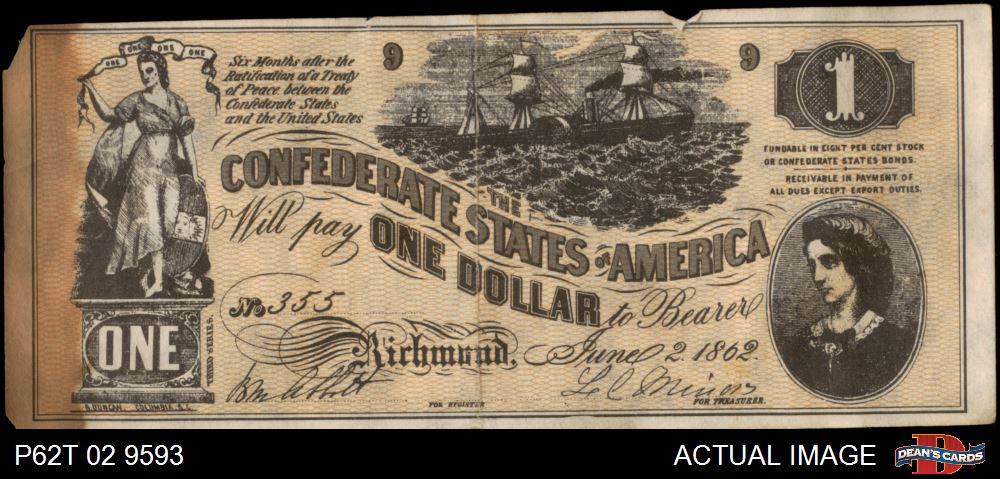 ONE ONE ONE ONE
Six Months after the
Ratification of a Treaty
of Peace between the
Confederate States
and the United States
9
9
1
FUNDABLE IN EIGHT PER CENT STOCK
OR CONFEDERATE STATES BONDS.
RECEIVABLE IN PAYMENT OF
ALL DUES EXCEPT EXPORT DUTIES.
THE
CONFEDERATE STATES OF AMERICA
Will pay ONE DOLLAR to Bearer
No. 355
Richmond, June 2. 1862.
ONE
THIRD SERIES.
B. DUNCAN, COLUMBIA, S.C.
FOR REGISTER
FOR TREASURER.
P62T 02 9593
ACTUAL IMAGE
D
DEAN'S CARDS